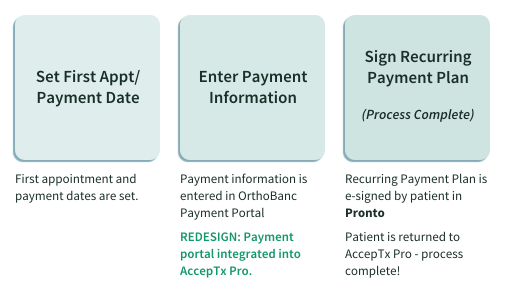 Set First Appt/
Payment Date
Enter Payment
Information
Sign Recurring
Payment Plan
(Process Complete)
First appointment and
payment dates are set.
Payment information is
entered in OrthoBanc
Payment Portal
REDESIGN: Payment
portal integrated into
AccepTx Pro.
Recurring Payment Plan is
e-signed by patient in
Pronto
Patient is returned to
AccepTx Pro - process
complete!